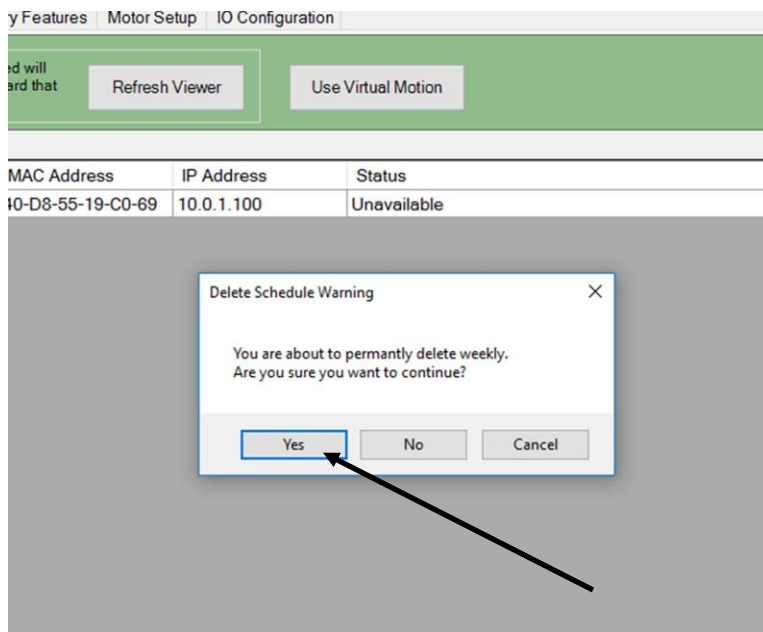 y Features Motor Setup IO Configuration
ed will
ard that
Refresh Viewer Use Virtual Motion
MAC Address IP Address Status
40-D8-55-19-C0-69 10.0.1.100 Unavailable
Delete Schedule Warning
You are about to permantly delete weekly.
Are you sure you want to continue?
Yes No Cancel